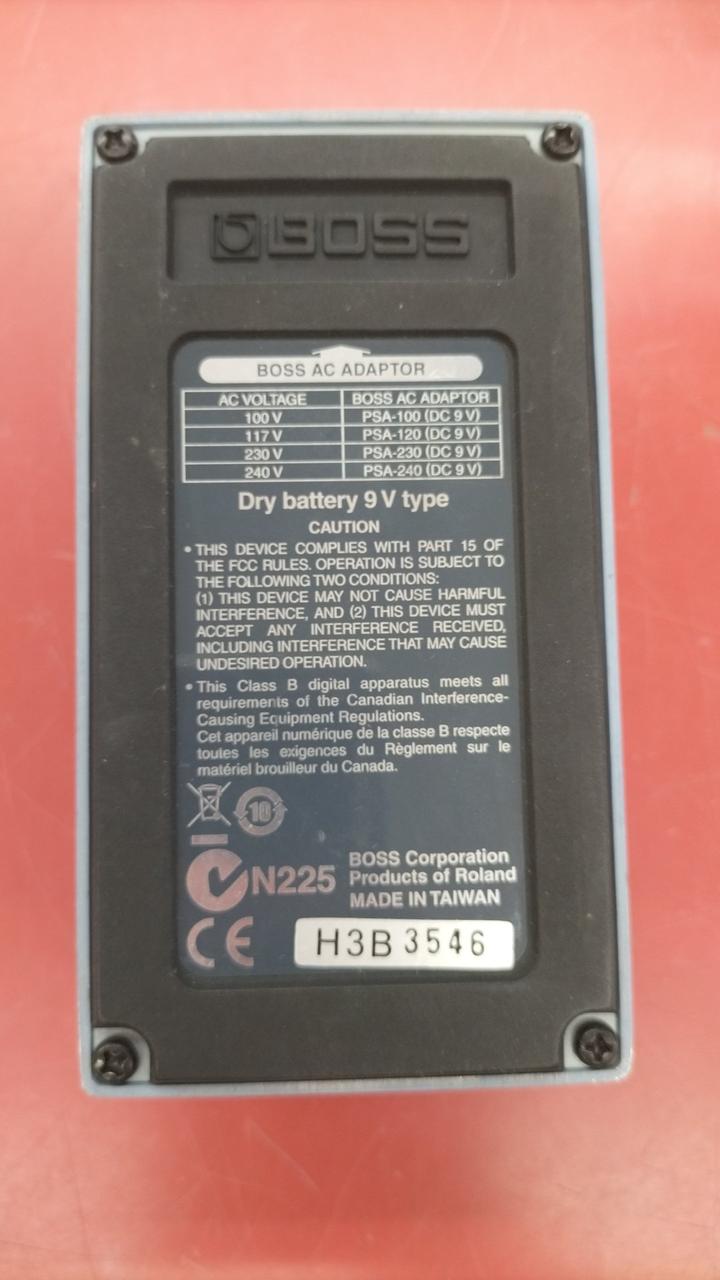 BOSS
BOSS AC ADAPTOR
AC VOLTAGE BOSS AC ADAPTOR
100 V PSA-100 (DC 9 V)
117 V PSA-120 (DC 9 V)
230 V PSA-230 (DC 9 V)
240 V PSA-240 (DC 9 V)
Dry battery 9 V type
CAUTION
• THIS DEVICE COMPLIES WITH PART 15 OF
THE FCC RULES. OPERATION IS SUBJECT TO
THE FOLLOWING TWO CONDITIONS:
(1) THIS DEVICE MAY NOT CAUSE HARMFUL
INTERFERENCE, AND (2) THIS DEVICE MUST
ACCEPT ANY INTERFERENCE RECEIVED,
INCLUDING INTERFERENCE THAT MAY CAUSE
UNDESIRED OPERATION.
• This Class B digital apparatus meets all
requirements of the Canadian Interference-
Causing Equipment Regulations.
Cet appareil numérique de la classe B respecte
toutes les exigences du Règlement sur le
matériel brouilleur du Canada.
10
N225
BOSS Corporation
Products of Roland
MADE IN TAIWAN
CE
H3B3546